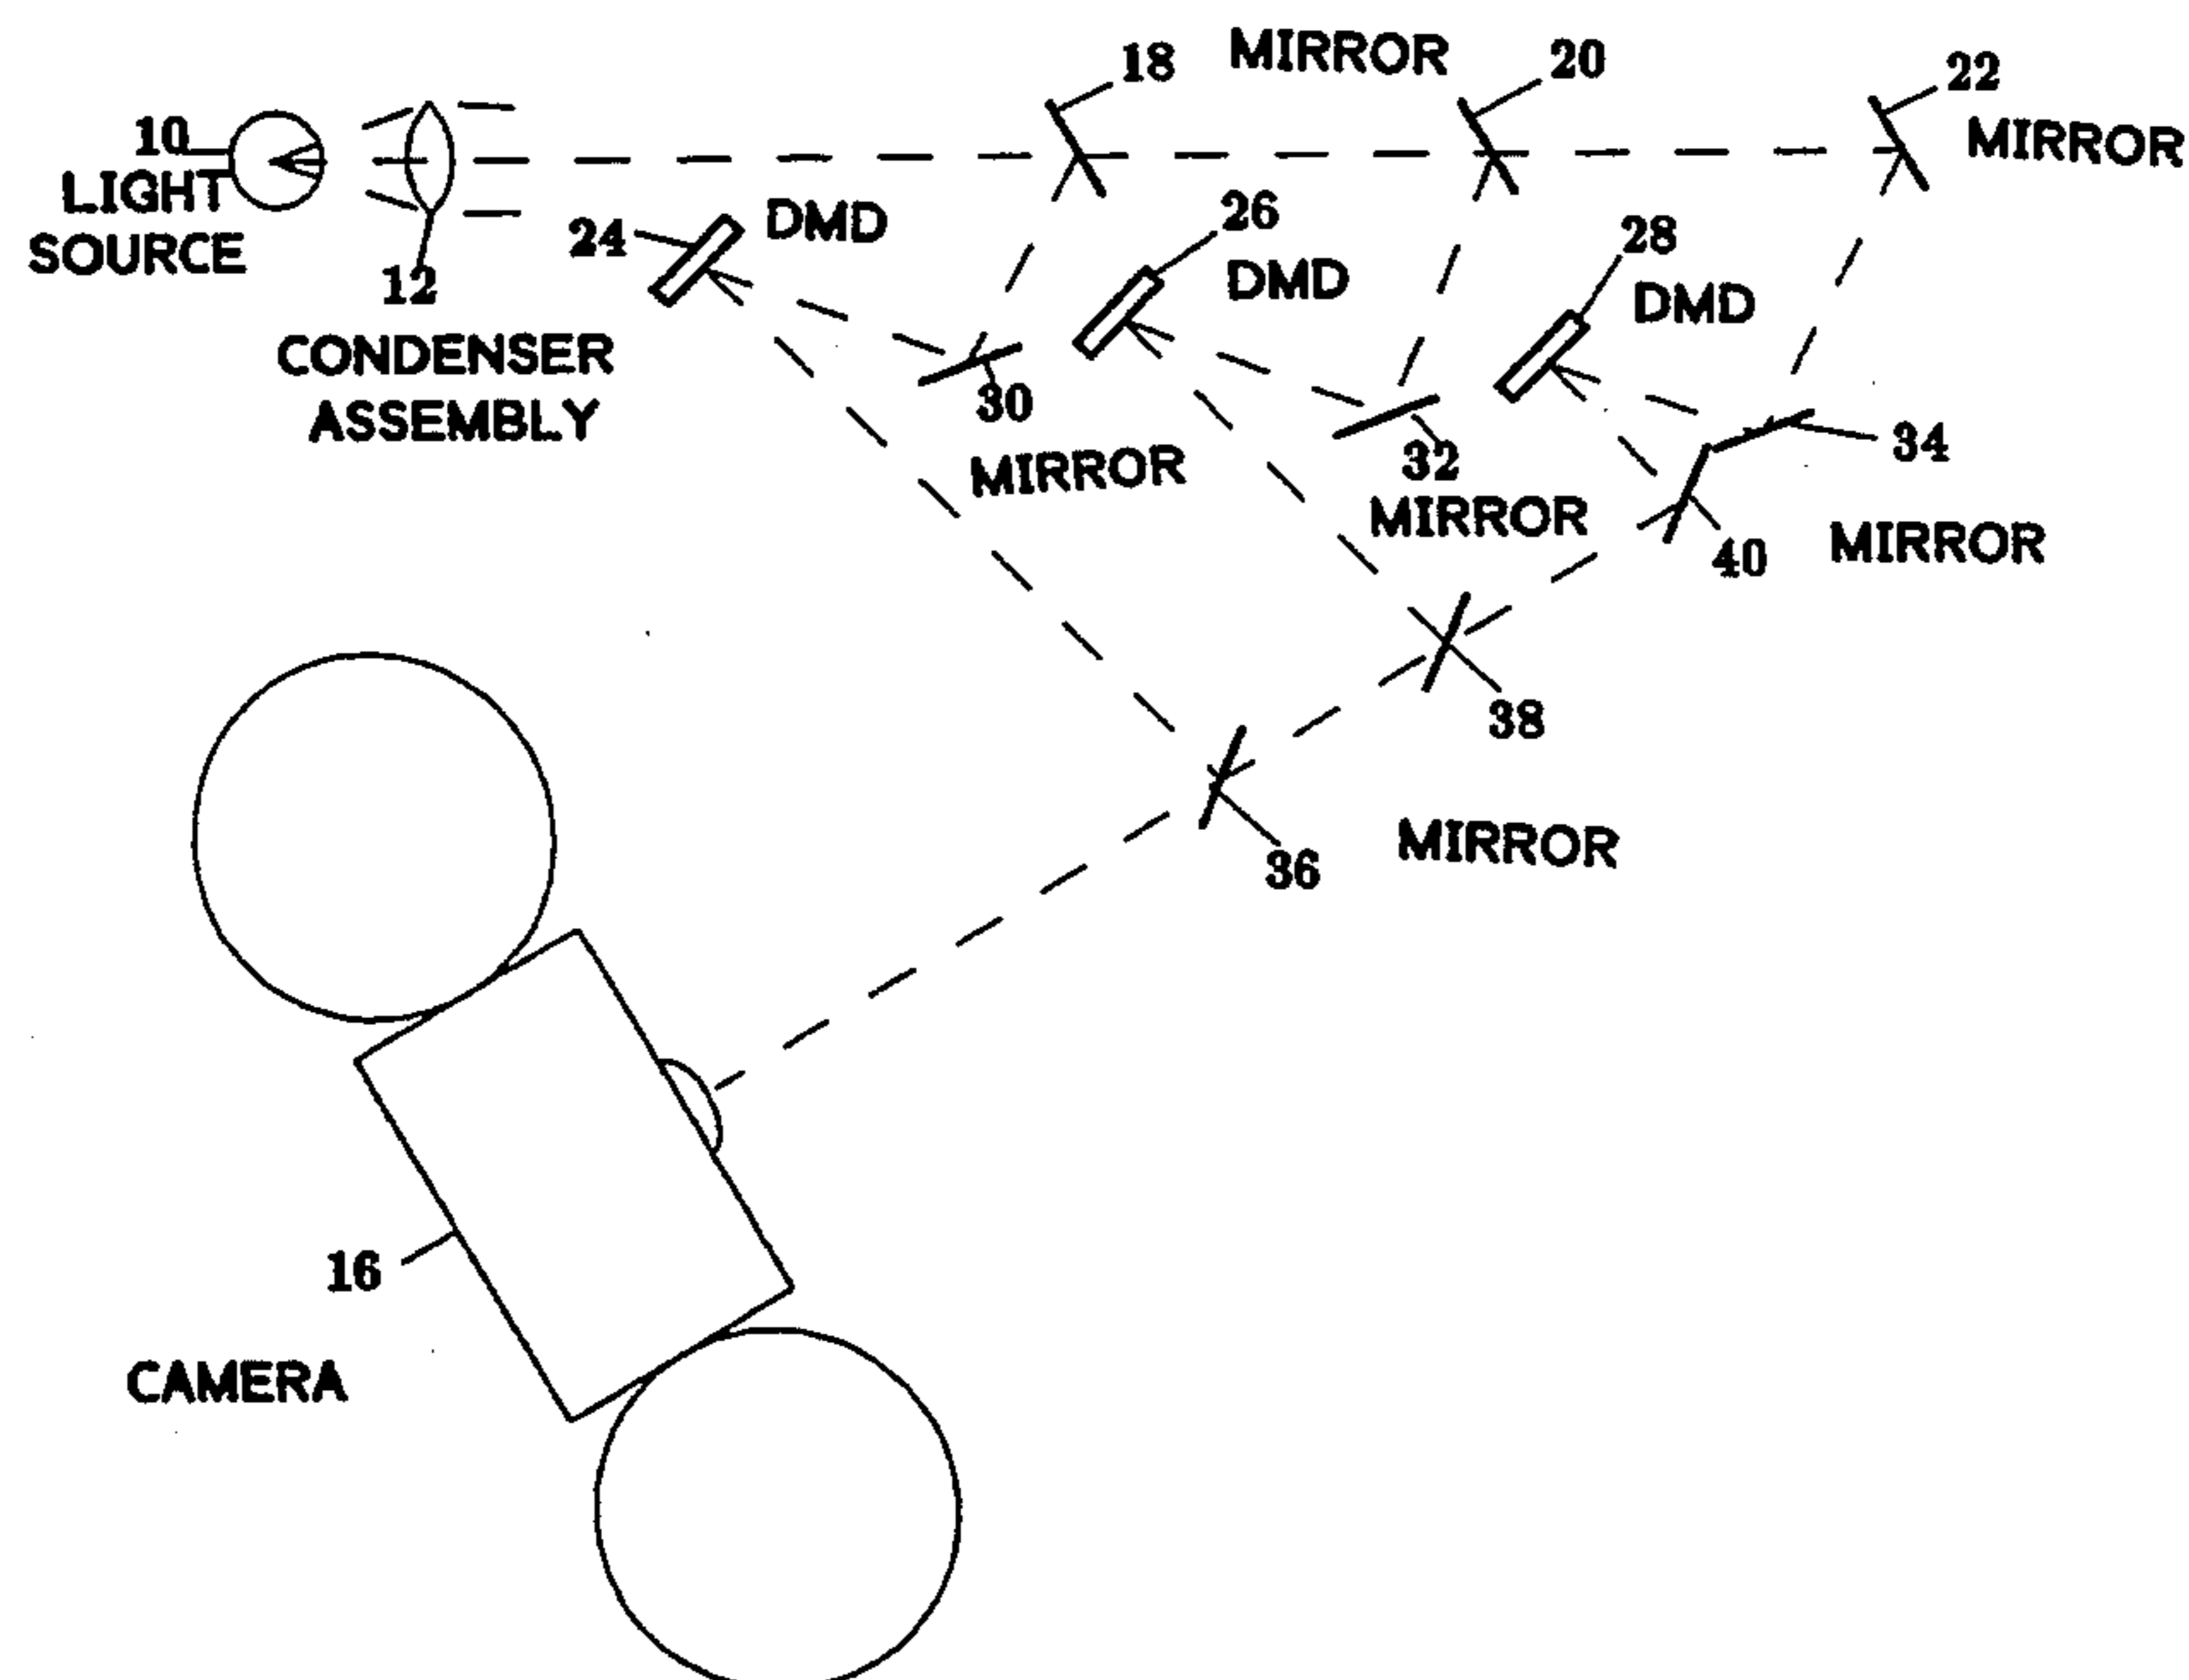 18
MIRROR
20
22
MIRROR
10
LIGHT
SOURCE
12
CONDENSER
ASSEMBLY
24
DMD
26
DMD
28
DMD
30
MIRROR
32
MIRROR
34
40
MIRROR
38
36
MIRROR
16
CAMERA